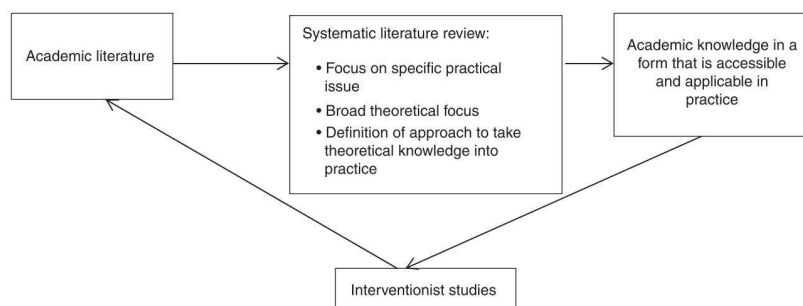 Academic literature
Systematic literature review:
• Focus on specific practical
issue
• Broad theoretical focus
• Definition of approach to take
theoretical knowledge into
practice
Academic knowledge in a
form that is accessible
and applicable in
practice
Interventionist studies